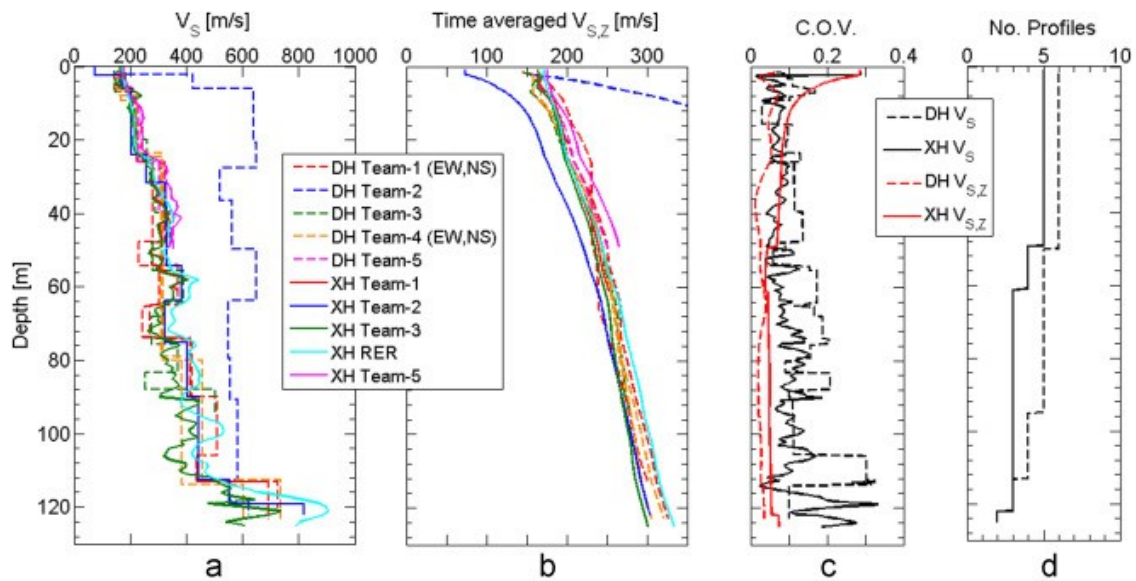 V_S [m/s]
0 200 400 600 800 1000
Time averaged V_S,Z [m/s]
0 100 200 300
C.O.V.
0 0.2 0.4
No. Profiles
0 5 10
Depth [m]
0
20
40
60
80
100
120
DH Team-1 (EW,NS)
DH Team-2
DH Team-3
DH Team-4 (EW,NS)
DH Team-5
XH Team-1
XH Team-2
XH Team-3
XH RER
XH Team-5
DH V_S
XH V_S
DH V_S,Z
XH V_S,Z
a
b
c
d